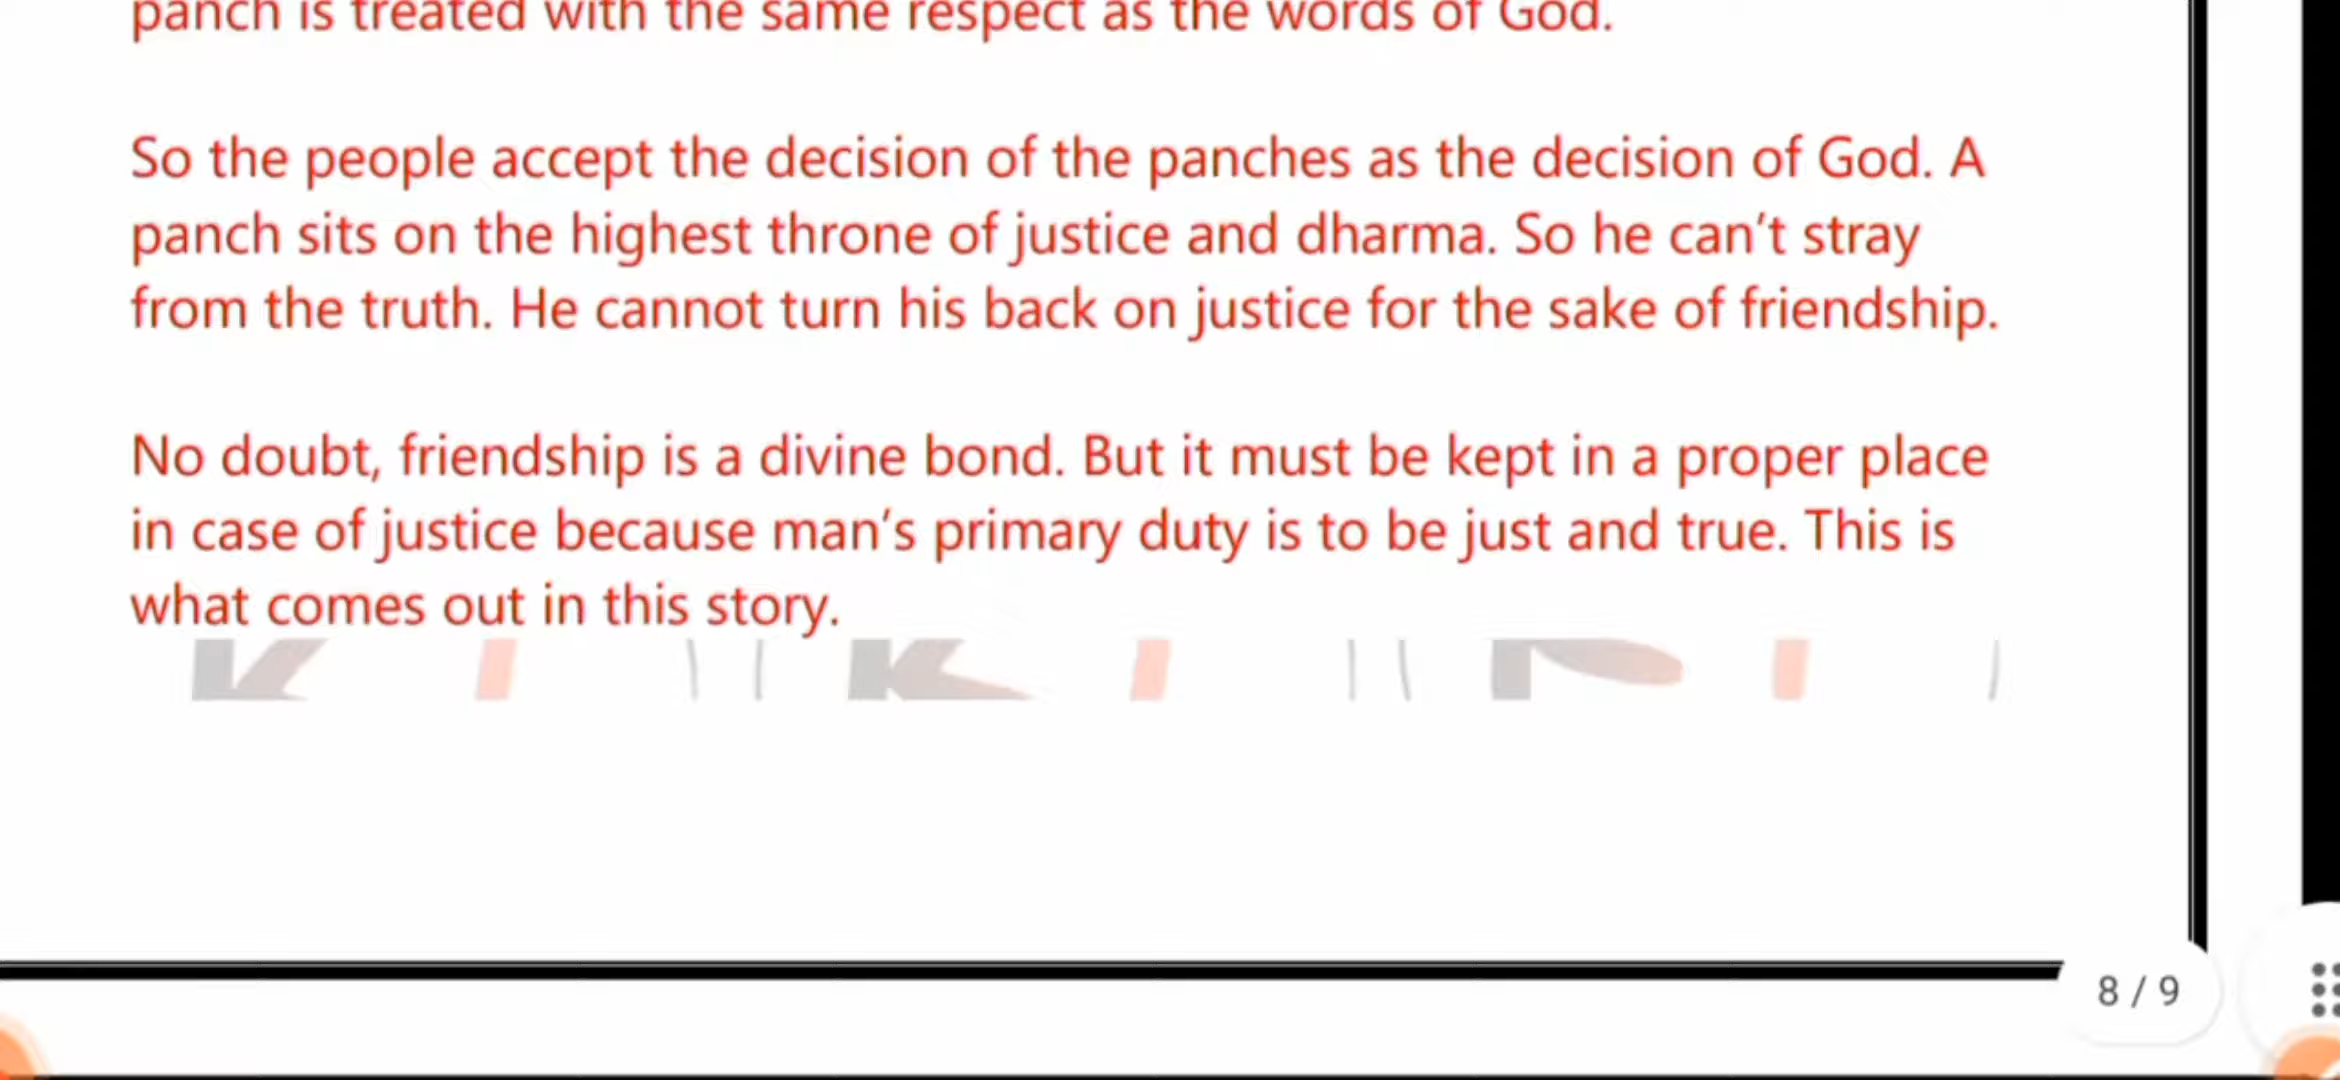 panch is treated with the same respect as the words of God.
So the people accept the decision of the panches as the decision of God. A
panch sits on the highest throne of justice and dharma. So he can't stray
from the truth. He cannot turn his back on justice for the sake of friendship.
No doubt, friendship is a divine bond. But it must be kept in a proper place
in case of justice because man's primary duty is to be just and true. This is
what comes out in this story.
8 / 9